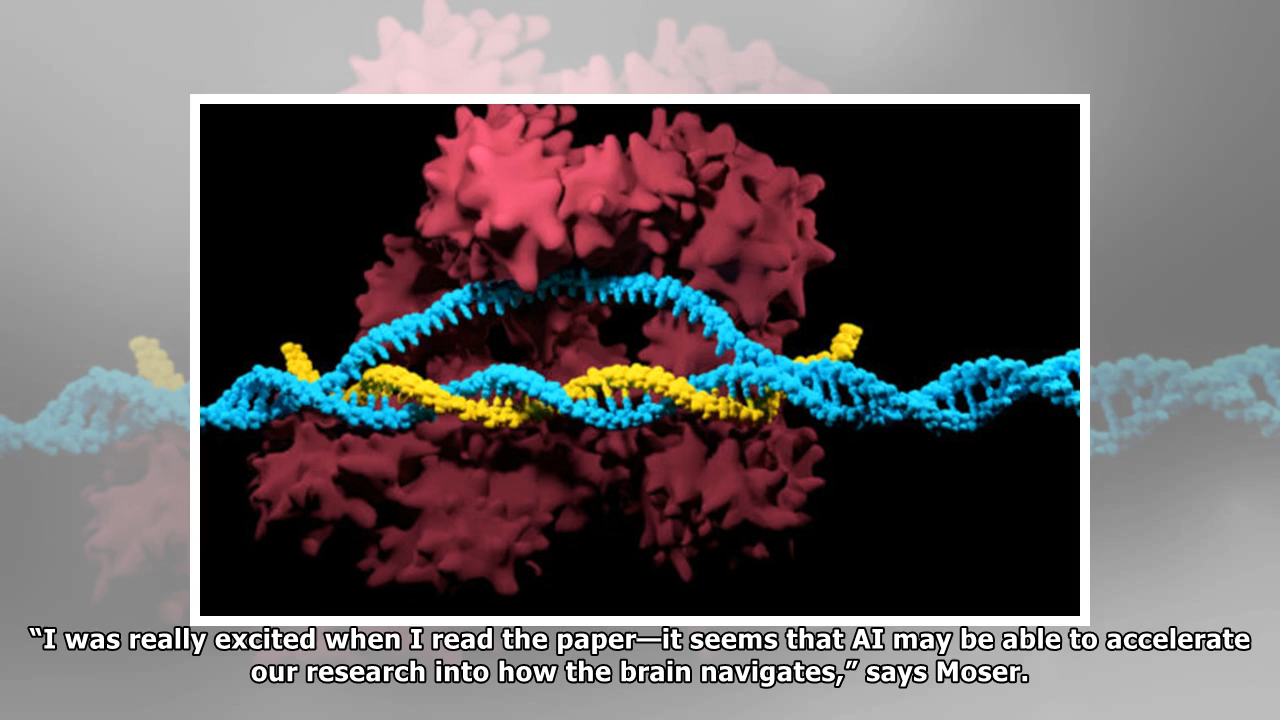 “I was really excited when I read the paper—it seems that AI may be able to accelerate
our research into how the brain navigates,” says Moser.